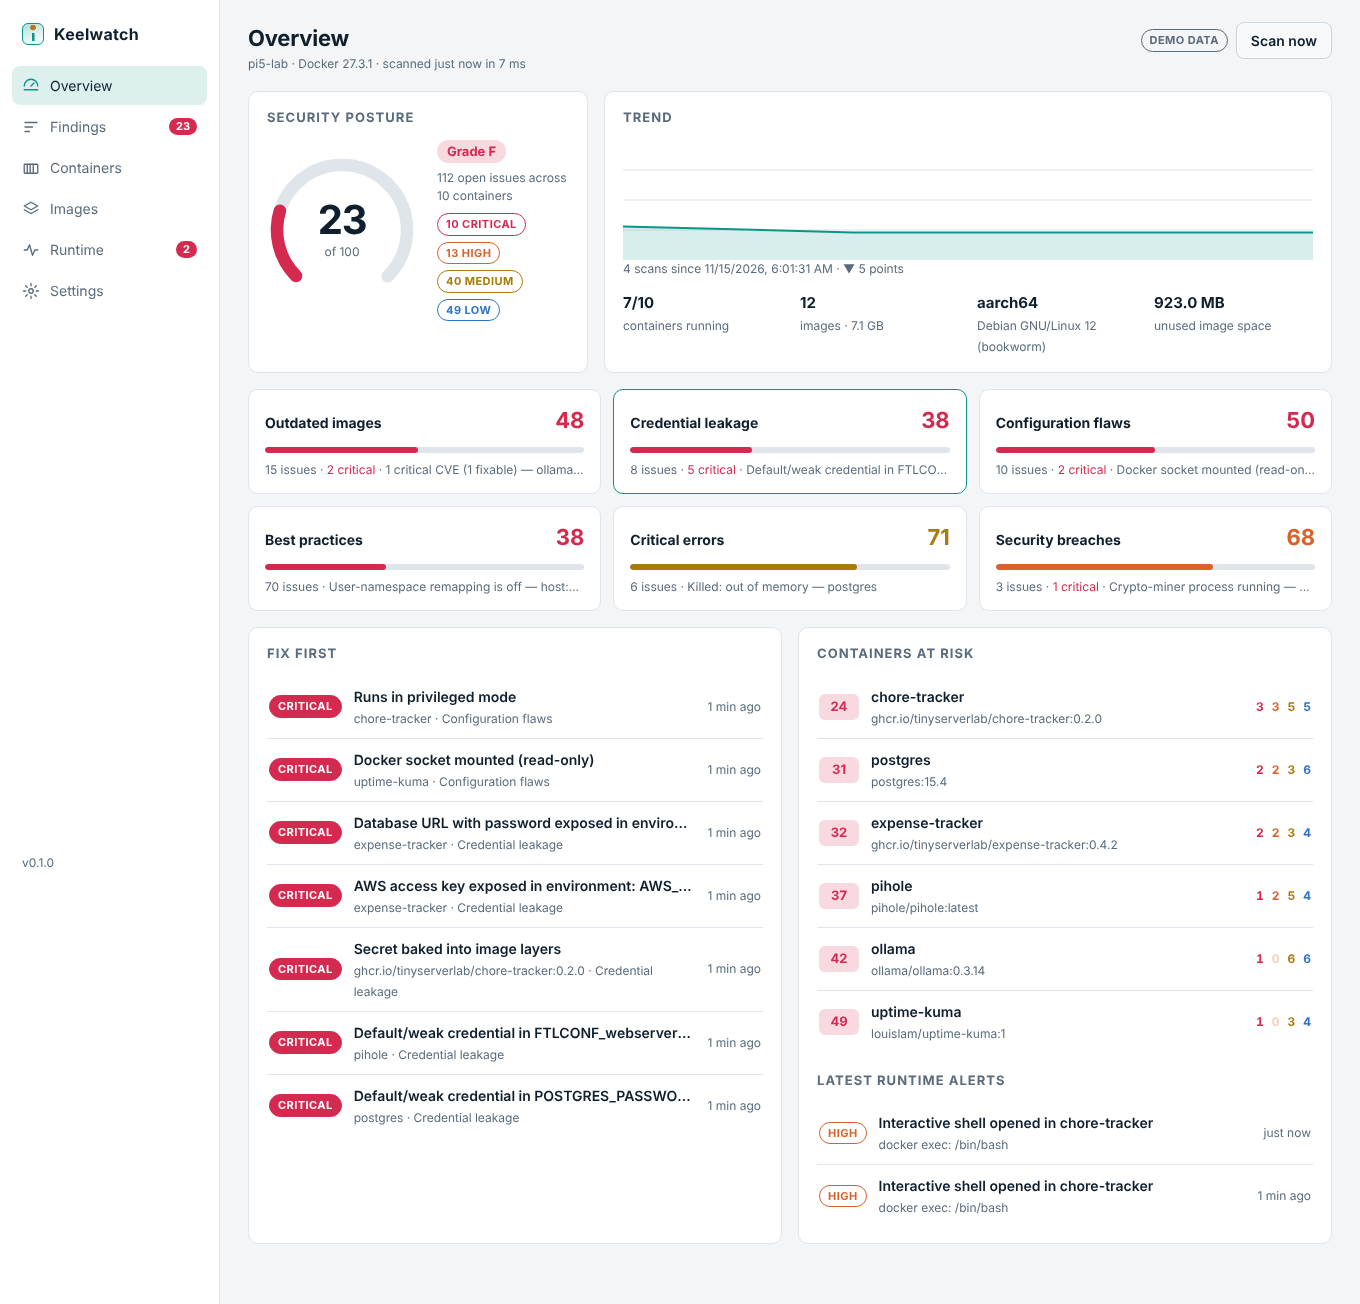 Keelwatch
Overview
Findings 23
Containers
Images
Runtime 2
Settings
v0.1.0
Overview
pi5-lab · Docker 27.3.1 · scanned just now in 7 ms
DEMO DATA
Scan now
SECURITY POSTURE
23
of 100
Grade F
112 open issues across
10 containers
10 CRITICAL
13 HIGH
40 MEDIUM
49 LOW
TREND
4 scans since 11/15/2026, 6:01:31 AM · ▼ 5 points
7/10
containers running
12
images · 7.1 GB
aarch64
Debian GNU/Linux 12
(bookworm)
923.0 MB
unused image space
Outdated images 48
15 issues · 2 critical · 1 critical CVE (1 fixable) — ollama...
Credential leakage 38
8 issues · 5 critical · Default/weak credential in FTLCO...
Configuration flaws 50
10 issues · 2 critical · Docker socket mounted (read-on...
Best practices 38
70 issues · User-namespace remapping is off — host:...
Critical errors 71
6 issues · Killed: out of memory — postgres
Security breaches 68
3 issues · 1 critical · Crypto-miner process running — ...
FIX FIRST
CRITICAL Runs in privileged mode 1 min ago
chore-tracker · Configuration flaws
CRITICAL Docker socket mounted (read-only) 1 min ago
uptime-kuma · Configuration flaws
CRITICAL Database URL with password exposed in enviro... 1 min ago
expense-tracker · Credential leakage
CRITICAL AWS access key exposed in environment: AWS_... 1 min ago
expense-tracker · Credential leakage
CRITICAL Secret baked into image layers 1 min ago
ghcr.io/tinyserverlab/chore-tracker:0.2.0 · Credential
leakage
CRITICAL Default/weak credential in FTLCONF_webserver... 1 min ago
pihole · Credential leakage
CRITICAL Default/weak credential in POSTGRES_PASSWO... 1 min ago
postgres · Credential leakage
CONTAINERS AT RISK
24 chore-tracker 3 3 5 5
ghcr.io/tinyserverlab/chore-tracker:0.2.0
31 postgres 2 2 3 6
postgres:15.4
32 expense-tracker 2 2 3 4
ghcr.io/tinyserverlab/expense-tracker:0.4.2
37 pihole 1 2 5 4
pihole/pihole:latest
42 ollama 1 0 6 6
ollama/ollama:0.3.14
49 uptime-kuma 1 0 3 4
louislam/uptime-kuma:1
LATEST RUNTIME ALERTS
HIGH Interactive shell opened in chore-tracker just now
docker exec: /bin/bash
HIGH Interactive shell opened in chore-tracker 1 min ago
docker exec: /bin/bash